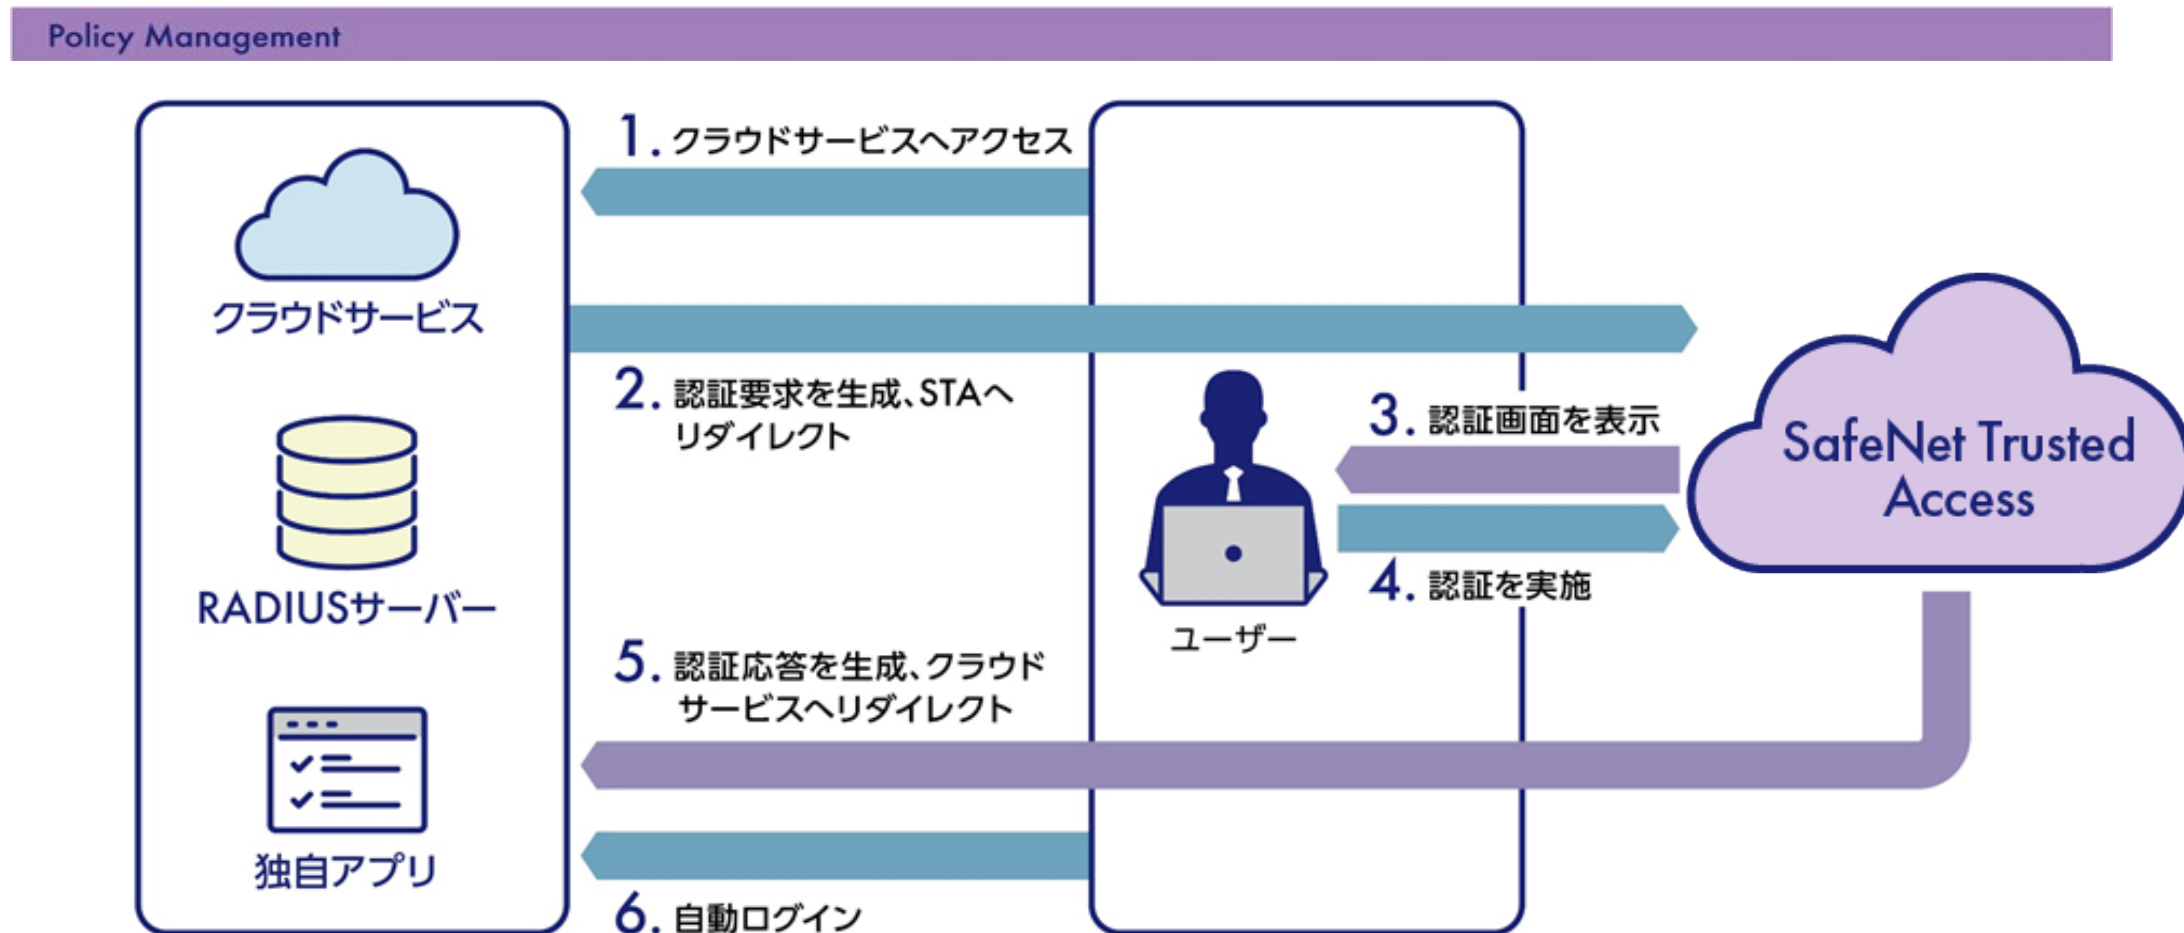 Policy Management
1. クラウドサービスへアクセス
クラウドサービス
2. 認証要求を生成、STAへ
リダイレクト
3. 認証画面を表示
SafeNet Trusted
Access
4. 認証を実施
RADIUSサーバー
ユーザー
5. 認証応答を生成、クラウド
サービスへリダイレクト
独自アプリ
6. 自動ログイン